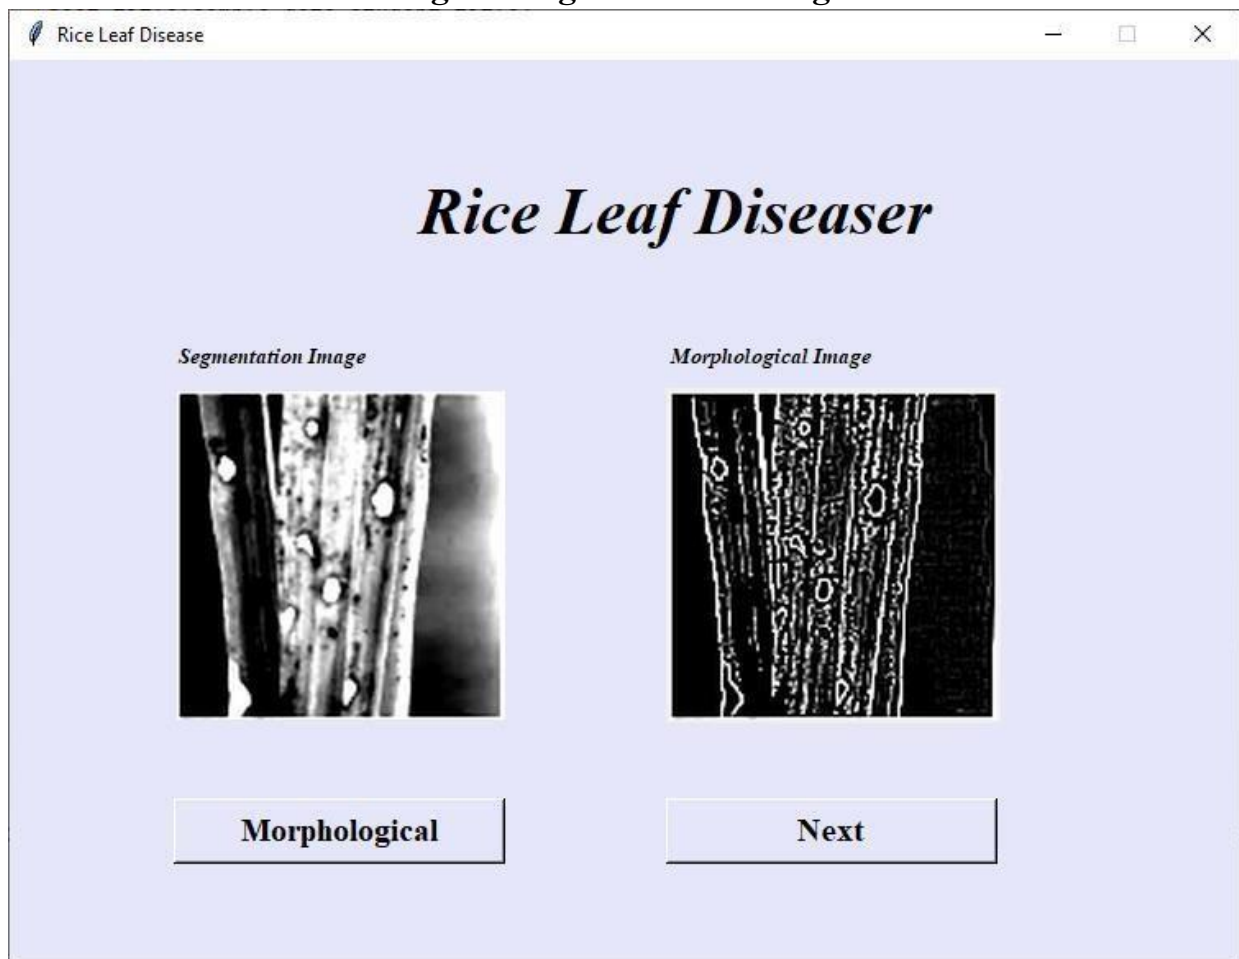 Rice Leaf Disease
Rice Leaf Diseaser
Segmentation Image
Morphological Image
Morphological
Next